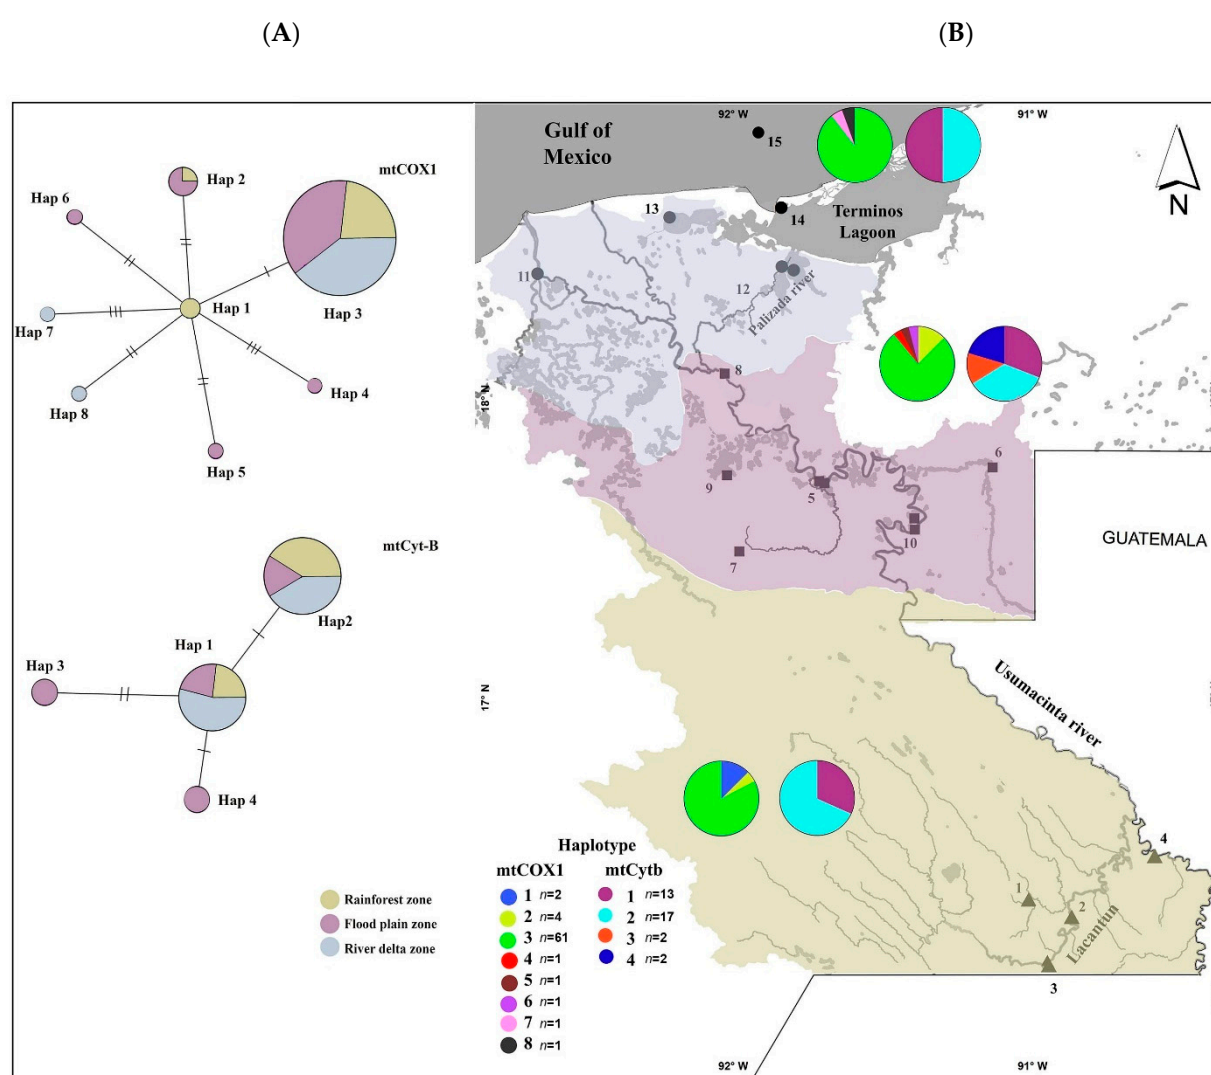 (A)
(B)
mtCOX1
Hap 2
Hap 6
Hap 1
Hap 3
Hap 7
Hap 8
Hap 4
Hap 5
mtCyt-B
Hap2
Hap 1
Hap 3
Hap 4
Rainforest zone
Flood plain zone
River delta zone
92° W
91° W
Gulf of
Mexico
15
N
13
14
Terminos
Lagoon
11
12
Palizada river
8
18° N
6
9
5
10
7
GUATEMALA
17° N
Usumacinta river
4
1
2
Lacantun
3
Haplotype
mtCOX1
mtCytb
1 n=2
2 n=4
3 n=61
4 n=1
5 n=1
6 n=1
7 n=1
8 n=1
1 n=13
2 n=17
3 n=2
4 n=2
92° W
91° W